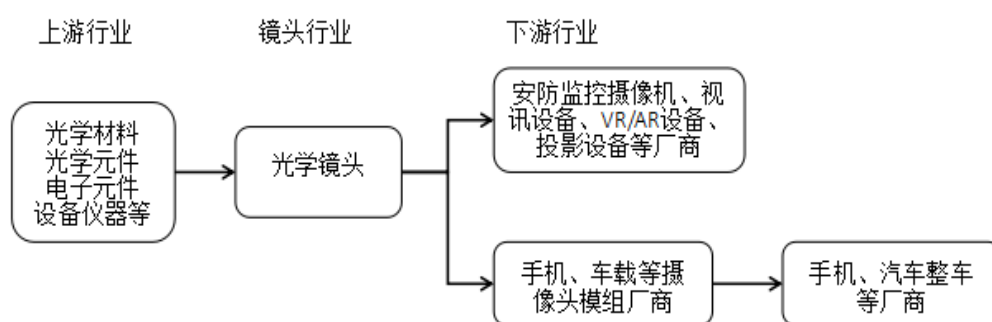 上游行业
镜头行业
下游行业
光学材料
光学元件
电子元件
设备仪器等
光学镜头
安防监控摄像机、视
讯设备、VR/AR设备、
投影设备等厂商
手机、车载等摄
像头模组厂商
手机、汽车整车
等厂商